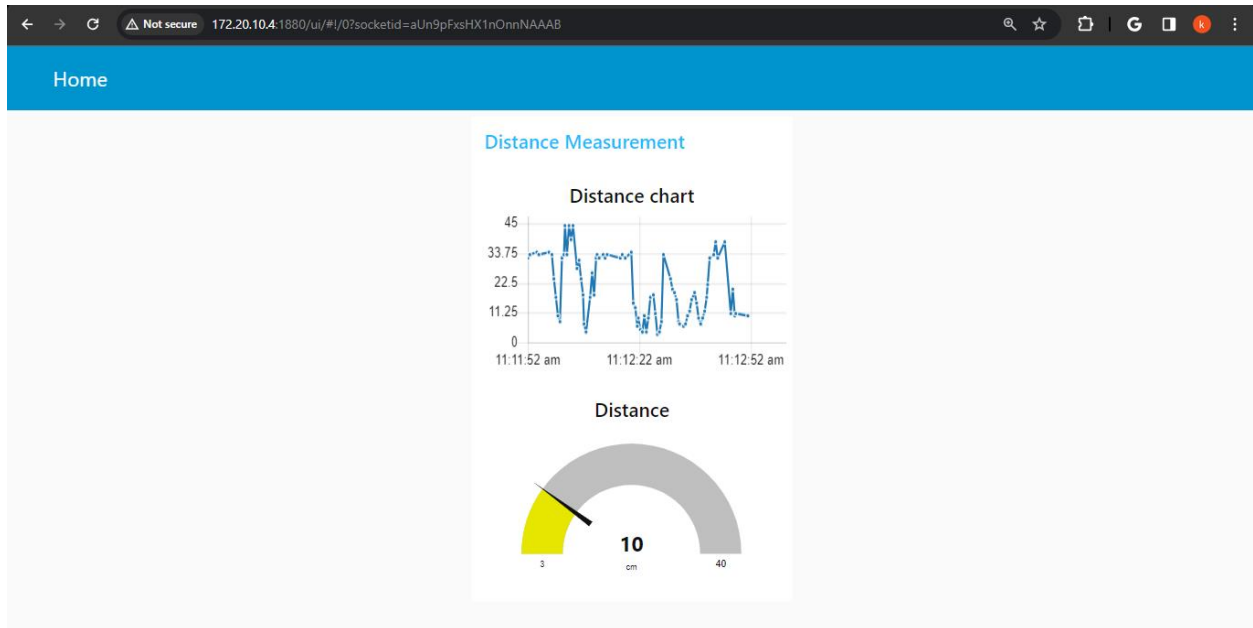 Not secure 172.20.10.4:1880/ui/#!/0?socketid=aUn9pFxsHX1nOnnNAAAB G k
Home
Distance Measurement
Distance chart
45
33.75
22.5
11.25
0
11:11:52 am 11:12:22 am 11:12:52 am
Distance
10
3 cm 40